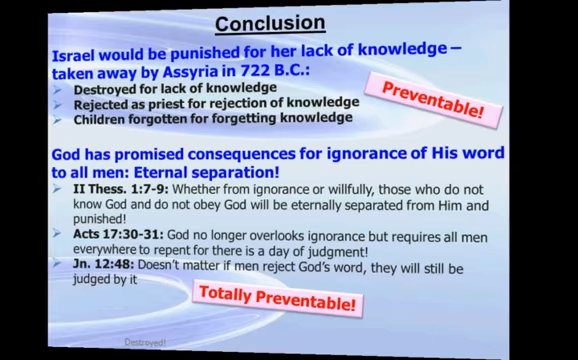 Conclusion
Israel would be punished for her lack of knowledge –
taken away by Assyria in 722 B.C.:
Destroyed for lack of knowledge
Rejected as priest for rejection of knowledge
Children forgotten for forgetting knowledge
Preventable!
God has promised consequences for ignorance of His word
to all men: Eternal separation!
II Thess. 1:7-9: Whether from ignorance or willfully, those who do not
know God and do not obey God will be eternally separated from Him and
punished!
Acts 17:30-31: God no longer overlooks ignorance but requires all men
everywhere to repent for there is a day of judgment!
Jn. 12:48: Doesn't matter if men reject God's word, they will still be
judged by it
Totally Preventable!
Destroyed!